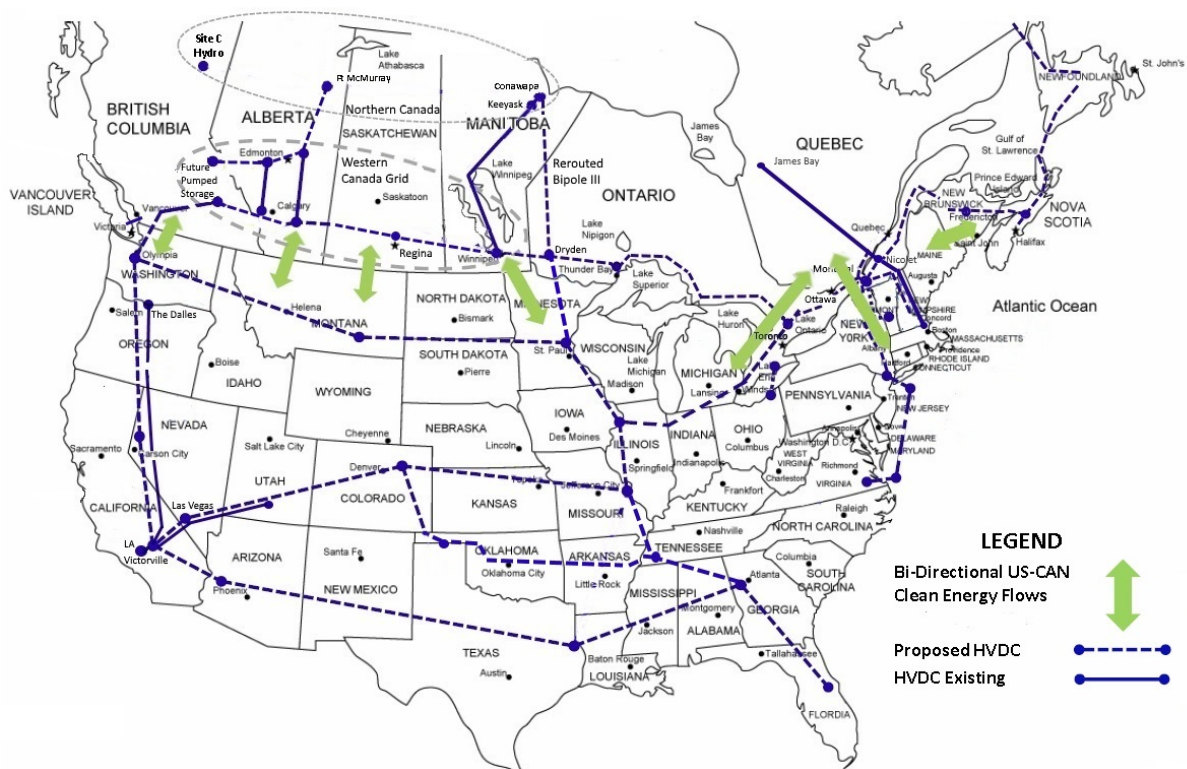 Site C
Hydro
Ft McMurray
Lake
Athabasca
Conawapa
Keeyask
BRITISH
COLUMBIA
ALBERTA
Northern Canada
SASKATCHEWAN
MANITOBA
James
Bay
QUEBEC
James Bay
NEWFOUNDLAND
St. John's
Gulf of
St. Lawrence
Edmonton
Future
Pumped
Storage
Western
Canada Grid
Saskatoon
Lake
Winnipeg
Rerouted
Bipole III
ONTARIO
Prince Edward
Island
NEW
BRUNSWICK
Fredericton
NOVA
SCOTIA
VANCOUVER
ISLAND
Vancouver
Victoria
Calgary
Regina
Winnipeg
Lake
Nipigon
Dryden
Thunder Bay
Lake
Superior
Quebec
Nicolet
Montreal
Ottawa
Saint John
Halifax
MAINE
Augusta
Olympia
WASHINGTON
Salem
The Dalles
OREGON
Helena
MONTANA
NORTH DAKOTA
Bismarck
MINNESOTA
St. Paul
WISCONSIN
Lake
Huron
Lake
Ontario
Toronto
NEW
YORK
Albany
Concord
Boston
MASSACHUSETTS
Providence
RHODE ISLAND
Hartford
CONNECTICUT
Atlantic Ocean
Boise
IDAHO
WYOMING
SOUTH DAKOTA
Pierre
Madison
Lake
Michigan
MICHIGAN
Lansing
PENNSYLVANIA
Trenton
NEW JERSEY
NEVADA
Sacramento
Carson City
Salt Lake City
Cheyenne
NEBRASKA
Lincoln
IOWA
Des Moines
ILLINOIS
Springfield
INDIANA
Indianapolis
OHIO
Columbus
Annapolis
Washington D.C
DELAWARE
MARYLAND
WEST
VIRGINIA
Charleston
Richmond
VIRGINIA
CALIFORNIA
Las Vegas
UTAH
Denver
COLORADO
KANSAS
Topeka
Jefferson City
MISSOURI
Frankfort
KENTUCKY
Nashville
TENNESSEE
Raleigh
NORTH CAROLINA
LA
Victorville
ARIZONA
Phoenix
Santa Fe
NEW MEXICO
OKLAHOMA
Oklahoma City
ARKANSAS
Little Rock
MISSISSIPPI
Jackson
Montgomery
ALABAMA
Atlanta
GEORGIA
Columbia
SOUTH
CAROLINA
TEXAS
Austin
Baton Rouge
LOUISIANA
Tallahassee
FLORDIA
LEGEND
Bi-Directional US-CAN
Clean Energy Flows
Proposed HVDC
HVDC Existing